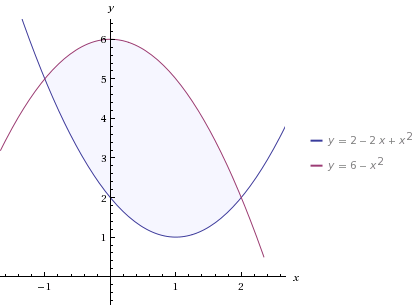 y
6
5
4
3
2
1
−1
1
2
x
y = 2 − 2 x + x²
y = 6 − x²